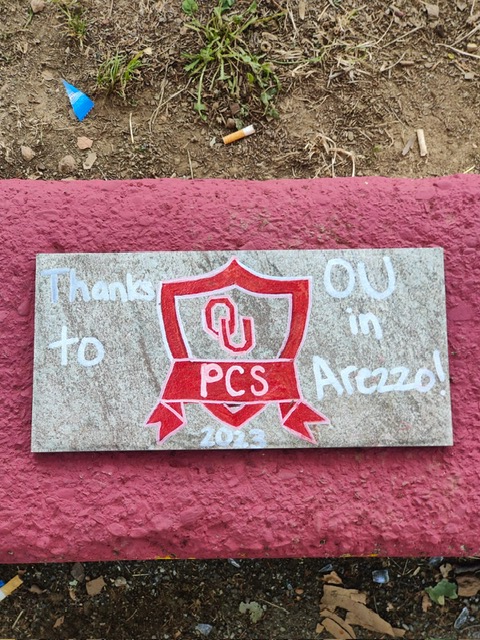 Thanks
to
OU
PCS
2023
OU
in
Arezzo!